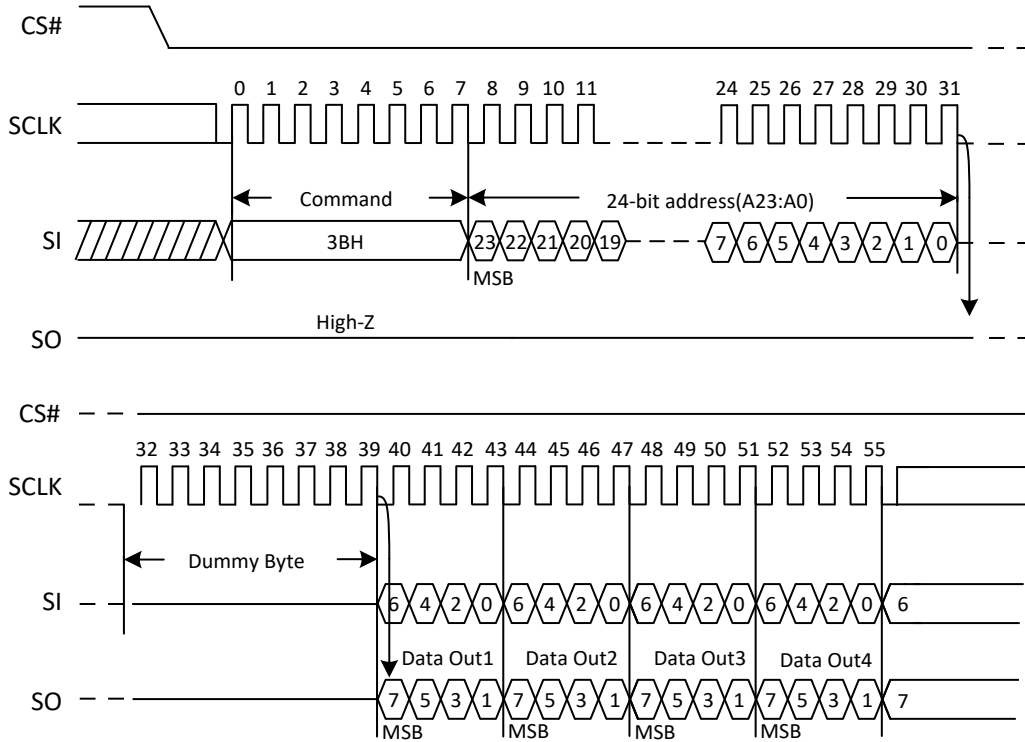 CS#
0 1 2 3 4 5 6 7 8 9 10 11 24 25 26 27 28 29 30 31
SCLK
Command 24-bit address(A23:A0)
SI 3BH 23 22 21 20 19 7 6 5 4 3 2 1 0
MSB
High-Z
SO
CS#
32 33 34 35 36 37 38 39 40 41 42 43 44 45 46 47 48 49 50 51 52 53 54 55
SCLK
Dummy Byte
SI 6 4 2 0 6 4 2 0 6 4 2 0 6 4 2 0 6
Data Out1 Data Out2 Data Out3 Data Out4
SO 7 5 3 1 7 5 3 1 7 5 3 1 7 5 3 1 7
MSB MSB MSB MSB